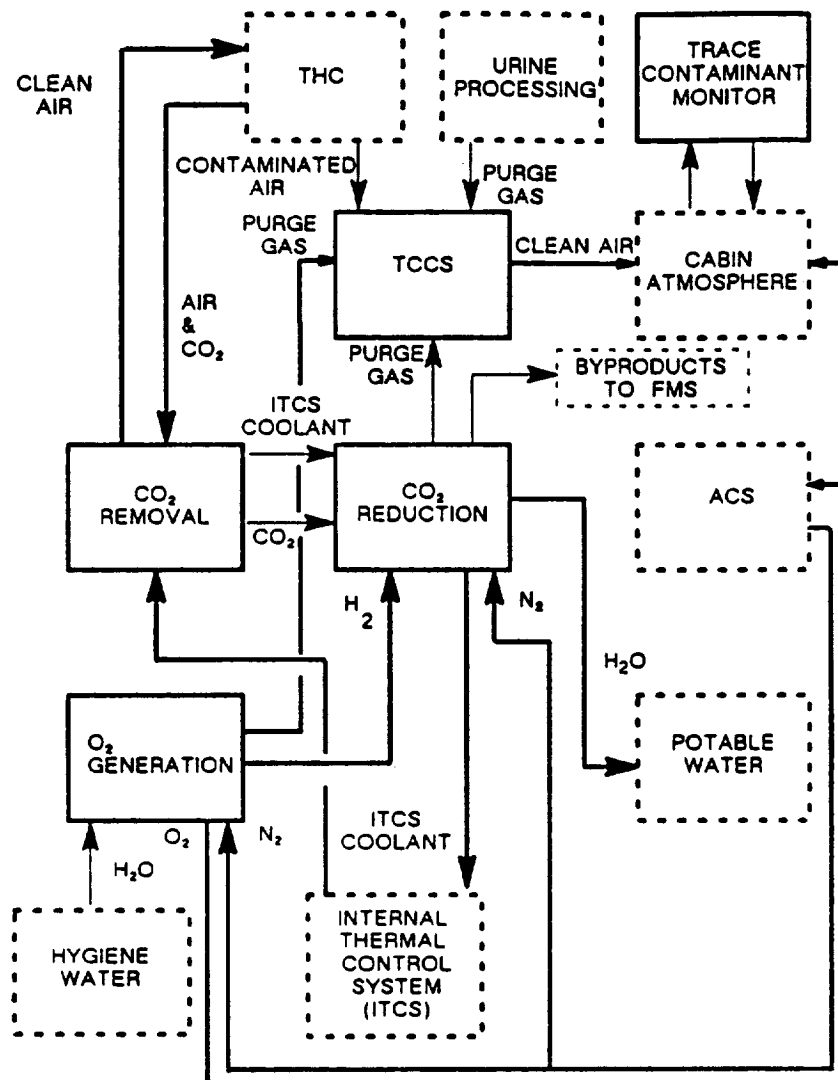 CLEAN
AIR
THC
URINE
PROCESSING
TRACE
CONTAMINANT
MONITOR
CONTAMINATED
AIR
PURGE
GAS
PURGE
GAS
TCCS
CLEAN AIR
CABIN
ATMOSPHERE
AIR
&
CO₂
PURGE
GAS
BYPRODUCTS
TO FMS
ITCS
COOLANT
CO₂
REMOVAL
CO₂
CO₂
REDUCTION
ACS
H₂
N₂
H₂O
O₂
GENERATION
POTABLE
WATER
O₂
N₂
ITCS
COOLANT
H₂O
HYGIENE
WATER
INTERNAL
THERMAL
CONTROL
SYSTEM
(ITCS)